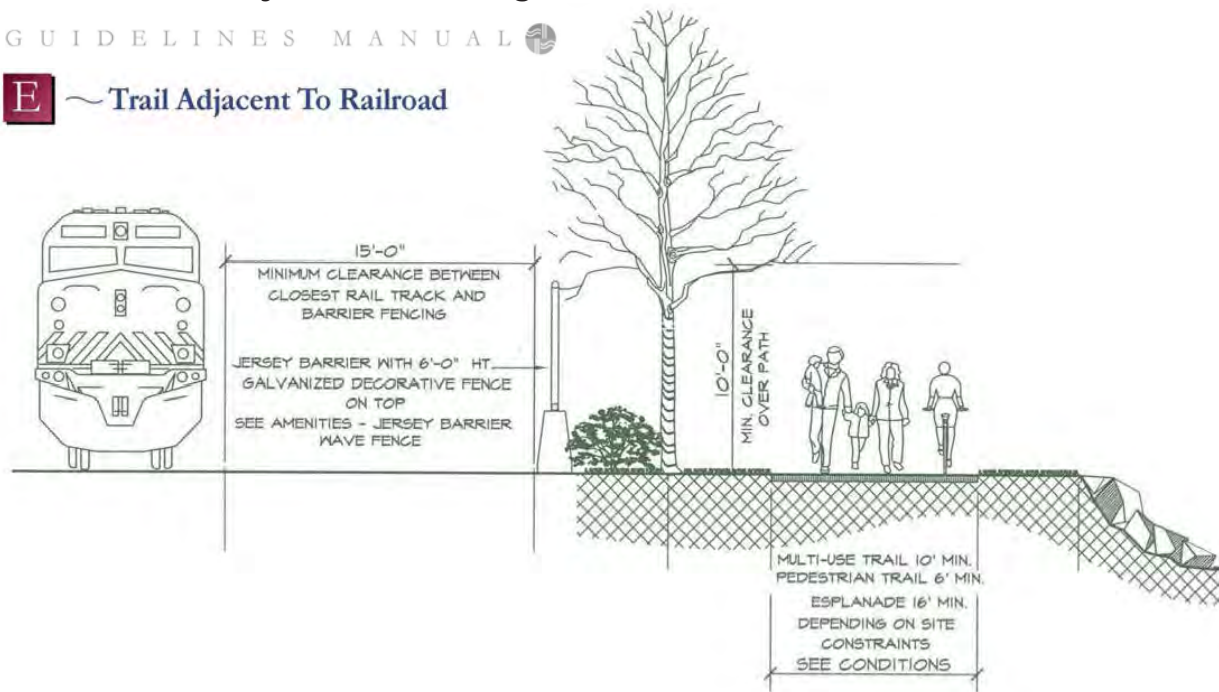 GUIDELINES MANUAL
E ~ Trail Adjacent To Railroad
15'-0"
MINIMUM CLEARANCE BETWEEN
CLOSEST RAIL TRACK AND
BARRIER FENCING
JERSEY BARRIER WITH 6'-0" HT.
GALVANIZED DECORATIVE FENCE
ON TOP
SEE AMENITIES - JERSEY BARRIER
WAVE FENCE
10'-0"
MIN. CLEARANCE
OVER PATH
MULTI-USE TRAIL 10' MIN.
PEDESTRIAN TRAIL 6' MIN.
ESPLANADE 16' MIN.
DEPENDING ON SITE
CONSTRAINTS
SEE CONDITIONS